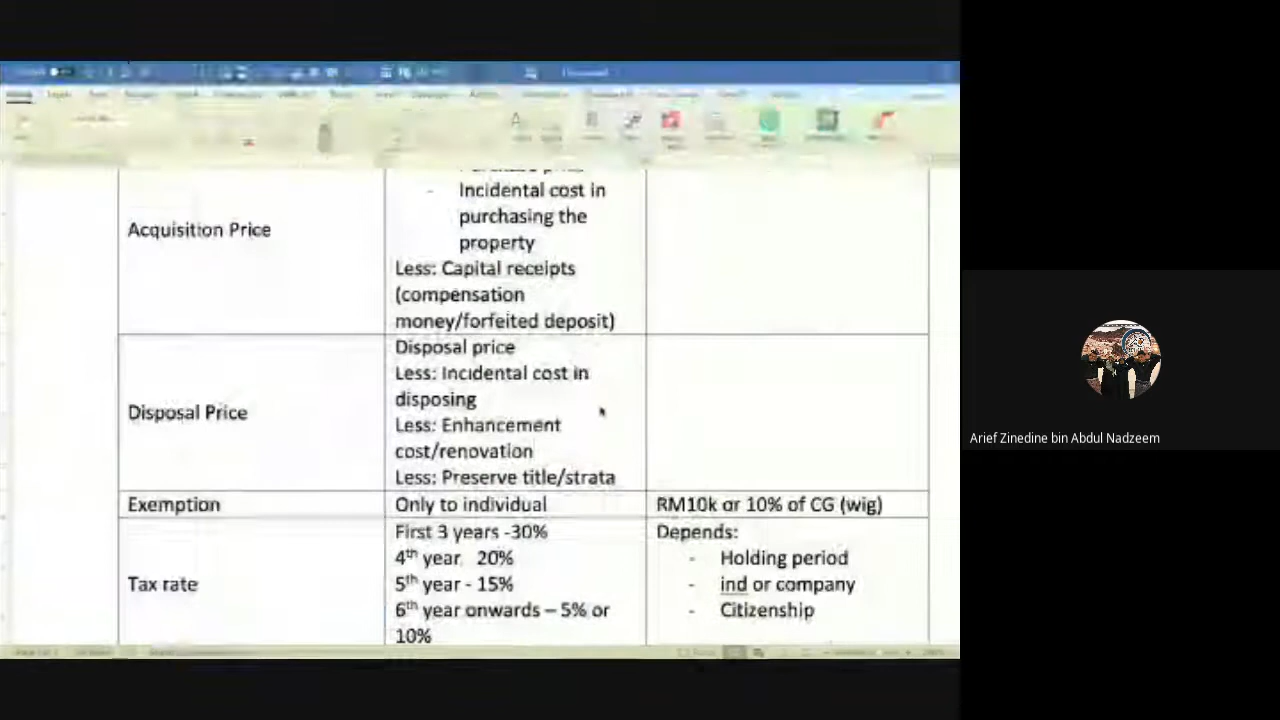 Incidental cost in
purchasing the
property
Acquisition Price
Less: Capital receipts
(compensation
money/forfeited deposit)
Disposal Price
Disposal price
Less: Incidental cost in
disposing
Less: Enhancement
cost/renovation
Less: Preserve title/strata
Exemption
Only to individual
RM10k or 10% of CG (wig)
Tax rate
First 3 years -30%
4th year 20%
5th year - 15%
6th year onwards – 5% or
10%
Depends:
- Holding period
- ind or company
- Citizenship
Arief Zinedine bin Abdul Nadzeem